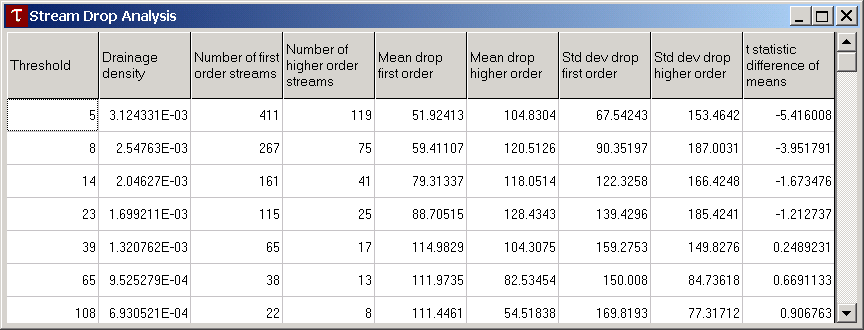 τ Stream Drop Analysis
Threshold Drainage density Number of first order streams Number of higher order streams Mean drop first order Mean drop higher order Std dev drop first order Std dev drop higher order t statistic difference of means
5 3.124331E-03 411 119 51.92413 104.8304 67.54243 153.4642 -5.416008
8 2.54763E-03 267 75 59.41107 120.5126 90.35197 187.0031 -3.951791
14 2.04627E-03 161 41 79.31337 118.0514 122.3258 166.4248 -1.673476
23 1.699211E-03 115 25 88.70515 128.4343 139.4296 185.4241 -1.212737
39 1.320762E-03 65 17 114.9829 104.3075 159.2753 149.8276 0.2489231
65 9.525279E-04 38 13 111.9735 82.53454 150.008 84.73618 0.6691133
108 6.930521E-04 22 8 111.4461 54.51838 169.8193 77.31712 0.906763